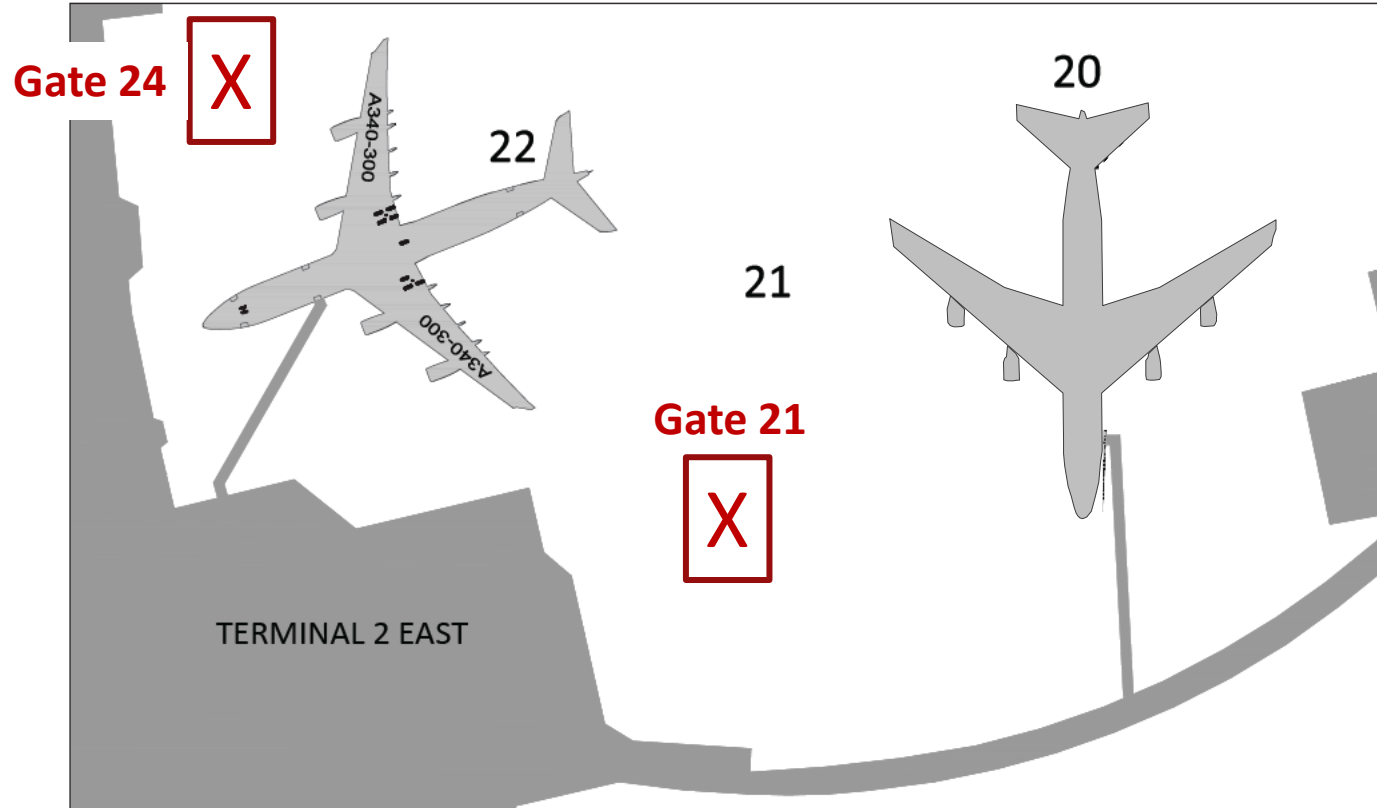 20
Gate 24
X
A340-300
22
21
A340-300
Gate 21
X
TERMINAL 2 EAST